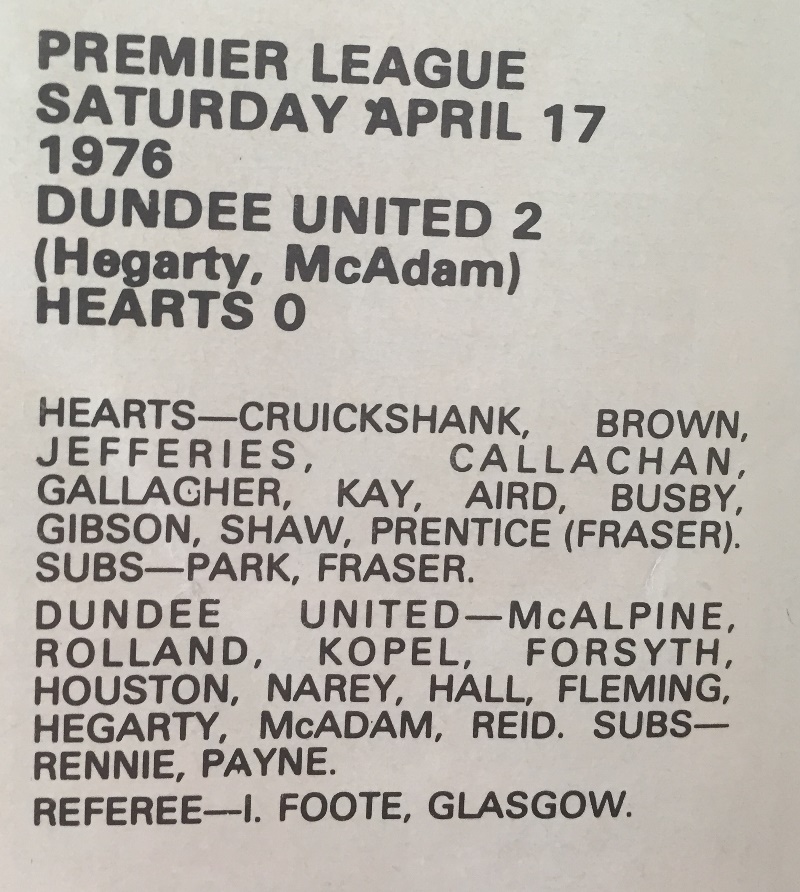 PREMIER LEAGUE
SATURDAY APRIL 17
1976
DUNDEE UNITED 2
(Hegarty, McAdam)
HEARTS 0
HEARTS—CRUICKSHANK, BROWN,
JEFFERIES, CALLACHAN,
GALLAGHER, KAY, AIRD, BUSBY,
GIBSON, SHAW, PRENTICE (FRASER).
SUBS—PARK, FRASER.
DUNDEE UNITED—McALPINE,
ROLLAND, KOPEL, FORSYTH,
HOUSTON, NAREY, HALL, FLEMING,
HEGARTY, McADAM, REID. SUBS—
RENNIE, PAYNE.
REFEREE—I. FOOTE, GLASGOW.